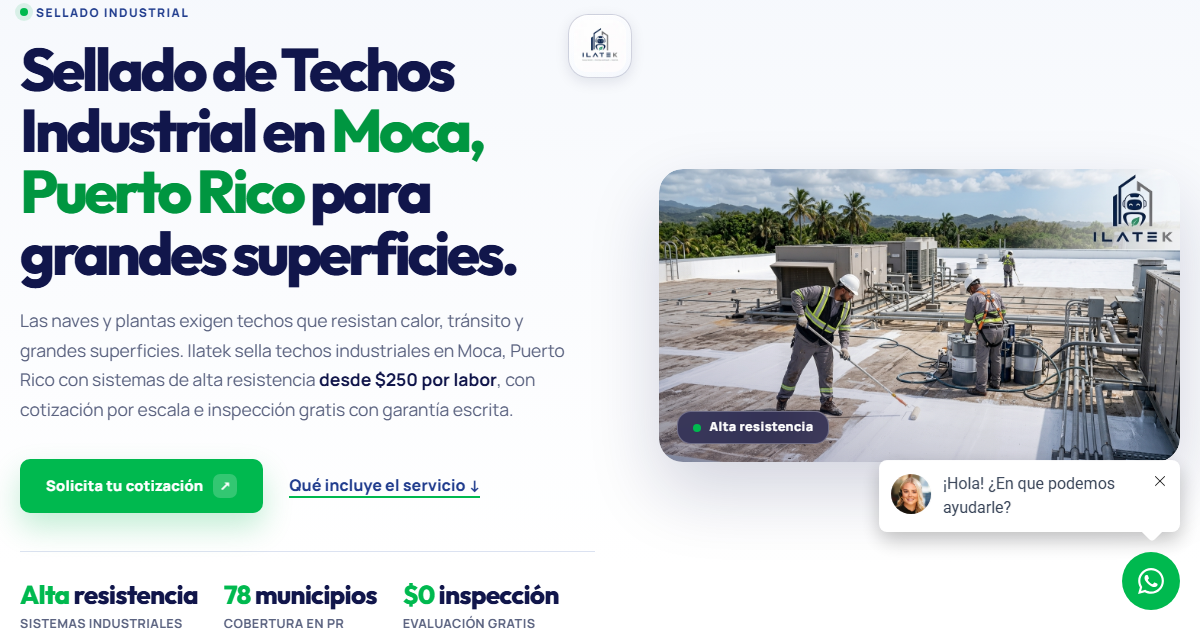 SELLADO INDUSTRIAL
ILATEK
Sellado de Techos
Industrial en Moca,
Puerto Rico para
grandes superficies.
Las naves y plantas exigen techos que resistan calor, tránsito y
grandes superficies. Ilatek sella techos industriales en Moca, Puerto
Rico con sistemas de alta resistencia desde $250 por labor, con
cotización por escala e inspección gratis con garantía escrita.
Solicita tu cotización ↗
Qué incluye el servicio ↓
Alta resistencia
SISTEMAS INDUSTRIALES
78 municipios
COBERTURA EN PR
$0 inspección
EVALUACIÓN GRATIS
ILATEK
Alta resistencia
¡Hola! ¿En que podemos
ayudarle?